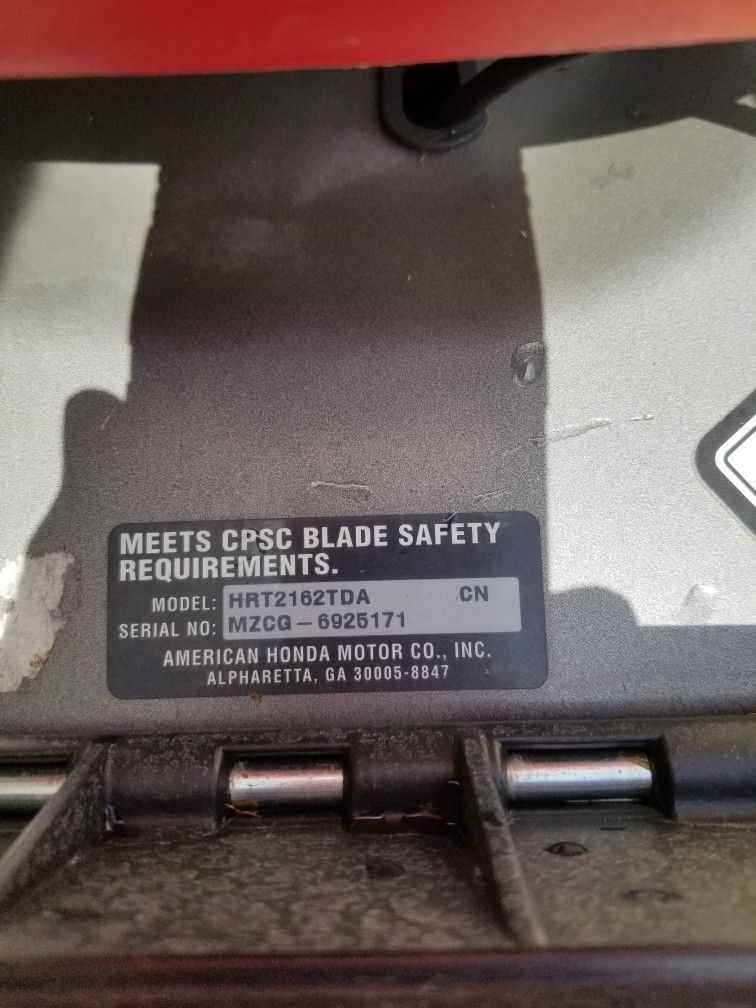 MEETS CPSC BLADE SAFETY
REQUIREMENTS.
MODEL: HRT2162TDA CN
SERIAL NO: MZCG-6925171
AMERICAN HONDA MOTOR CO., INC.
ALPHARETTA, GA 30005-8847